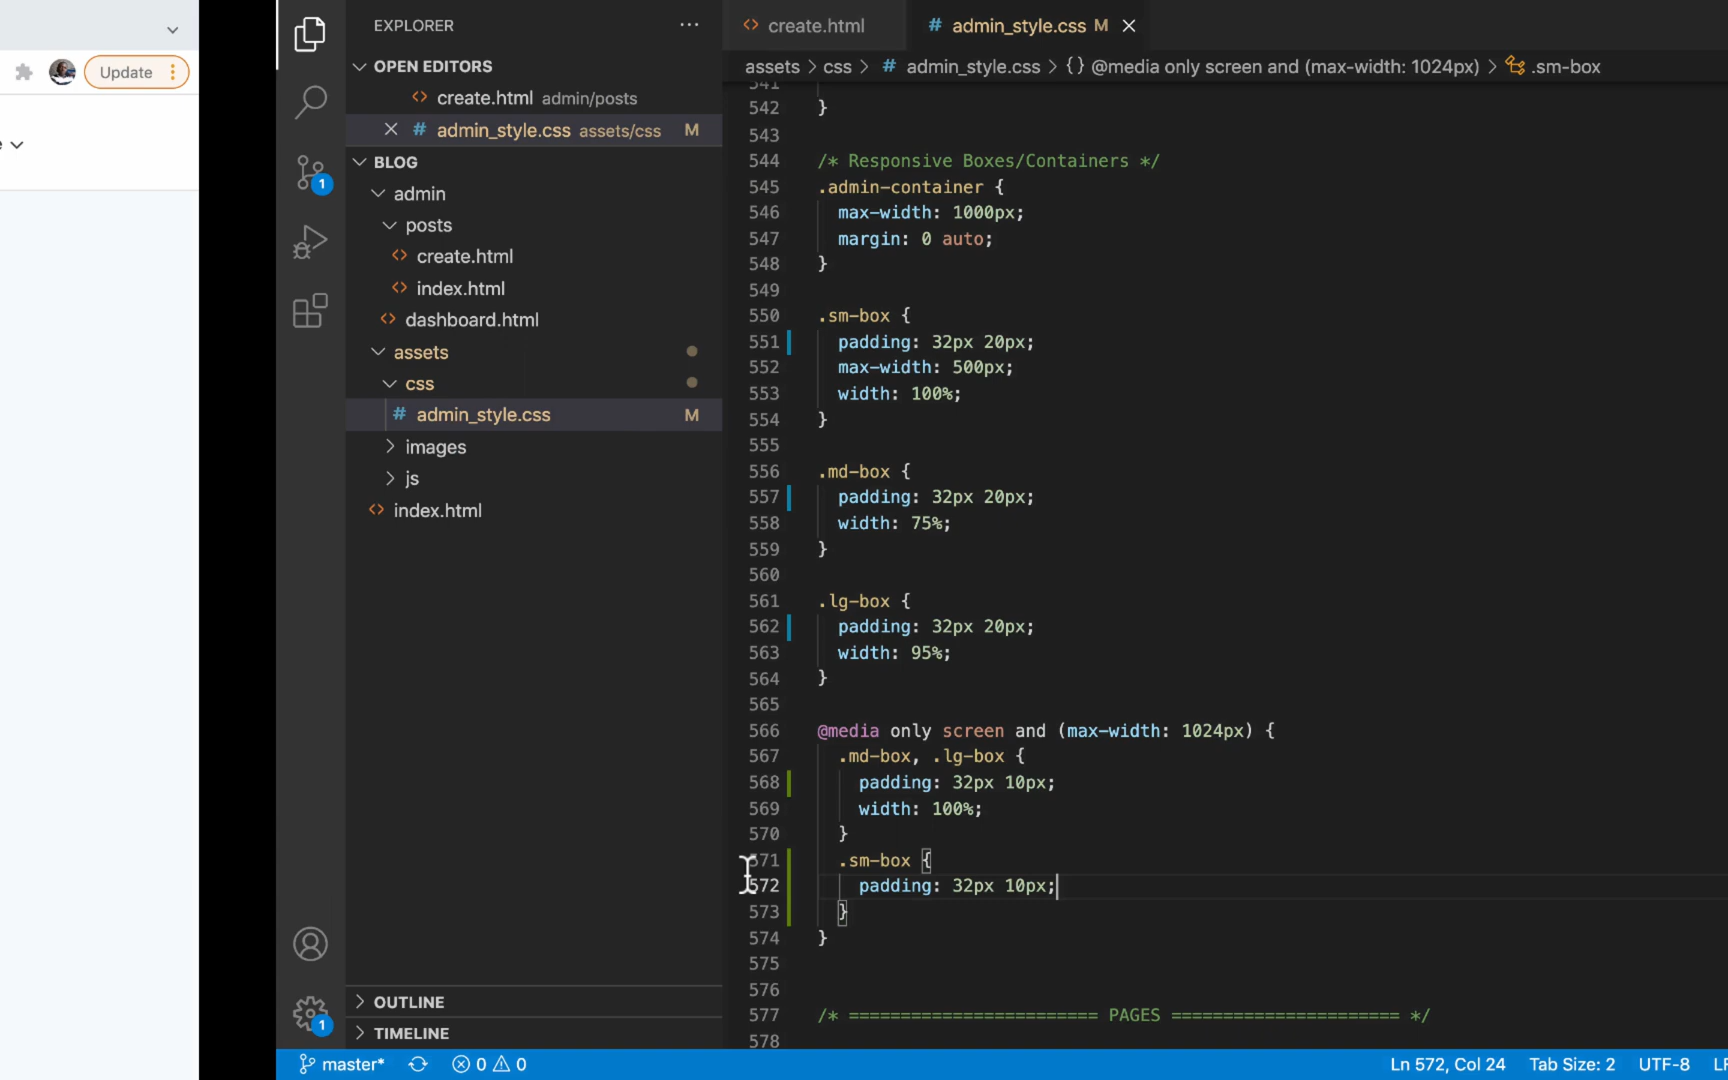 Update
EXPLORER
OPEN EDITORS
create.html admin/posts
admin_style.css assets/css M
BLOG
admin
posts
create.html
index.html
dashboard.html
assets
css
admin_style.css M
images
js
index.html
OUTLINE
TIMELINE
1
1
create.html
admin_style.css M
assets > css > # admin_style.css > {} @media only screen and (max-width: 1024px) > .sm-box
541
542 }
543
544 /* Responsive Boxes/Containers */
545 .admin-container {
546 max-width: 1000px;
547 margin: 0 auto;
548 }
549
550 .sm-box {
551 padding: 32px 20px;
552 max-width: 500px;
553 width: 100%;
554 }
555
556 .md-box {
557 padding: 32px 20px;
558 width: 75%;
559 }
560
561 .lg-box {
562 padding: 32px 20px;
563 width: 95%;
564 }
565
566 @media only screen and (max-width: 1024px) {
567 .md-box, .lg-box {
568 padding: 32px 10px;
569 width: 100%;
570 }
571 .sm-box {
572 padding: 32px 10px;
573 }
574 }
575
576
577 /* ======================== PAGES ====================== */
578
master* 0 0 Ln 572, Col 24 Tab Size: 2 UTF-8 LF